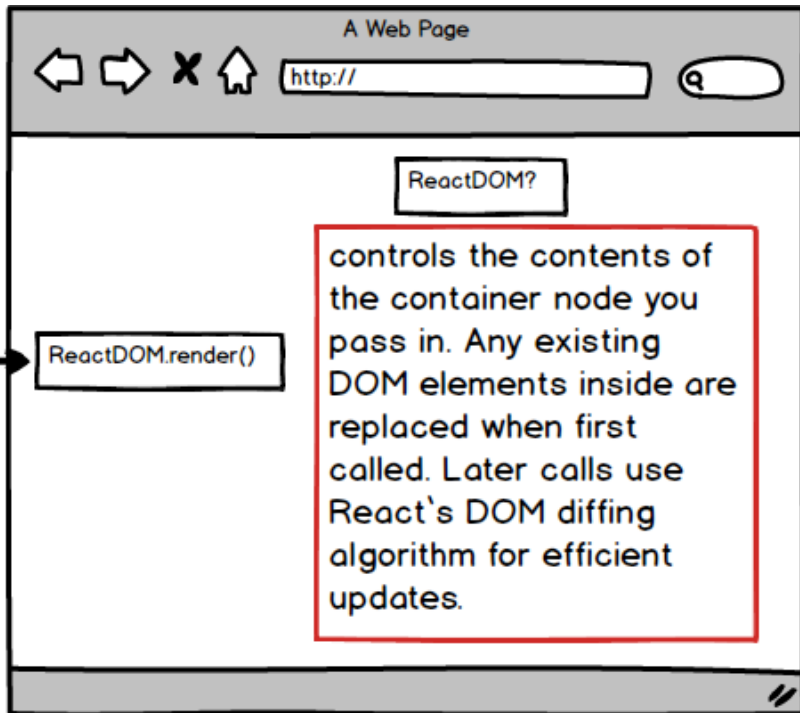 A Web Page
http://
ReactDOM?
ReactDOM.render()
controls the contents of
the container node you
pass in. Any existing
DOM elements inside are
replaced when first
called. Later calls use
React`s DOM diffing
algorithm for efficient
updates.